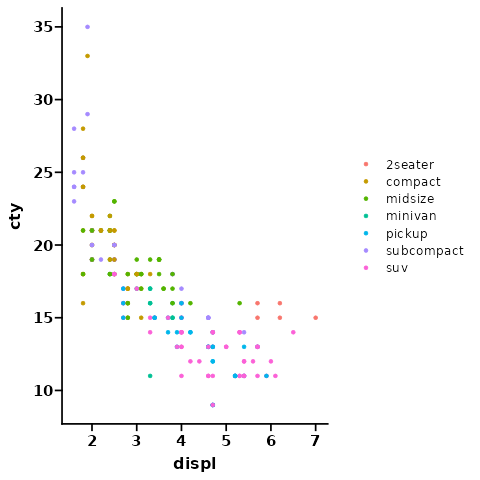 35
30
25
20
15
10
cty
2
3
4
5
6
7
displ
2seater
compact
midsize
minivan
pickup
subcompact
suv